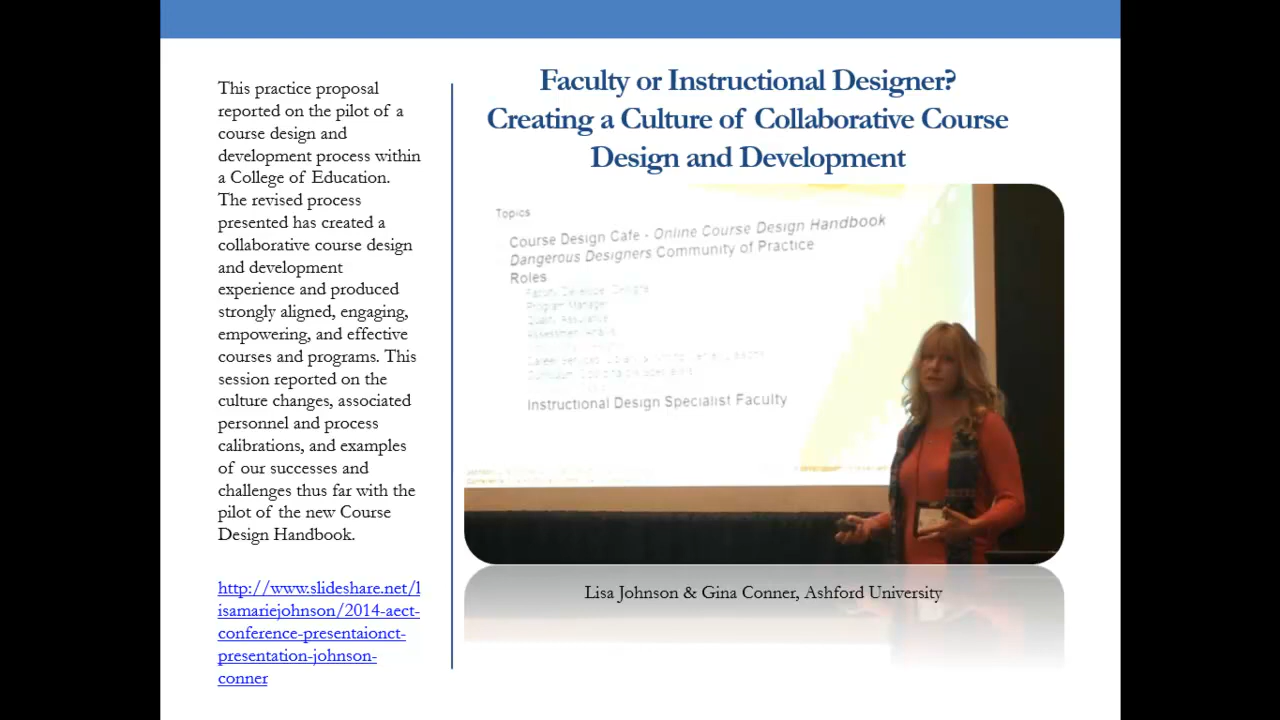 This practice proposal
reported on the pilot of a
course design and
development process within
a College of Education.
The revised process
presented has created a
collaborative course design
and development
experience and produced
strongly aligned, engaging,
empowering, and effective
courses and programs. This
session reported on the
culture changes, associated
personnel and process
calibrations, and examples
of our successes and
challenges thus far with the
pilot of the new Course
Design Handbook.
http://www.slideshare.net/l
isamariejohnson/2014-aect-
conference-presentaionct-
presentation-johnson-
conner
Faculty or Instructional Designer?
Creating a Culture of Collaborative Course
Design and Development
Topics
Course Design Cafe - Online Course Design Handbook
Dangerous Designers Community of Practice
Roles
Program Manager
Quality Assurance
Instructional Design Specialist Faculty
Lisa Johnson & Gina Conner, Ashford University